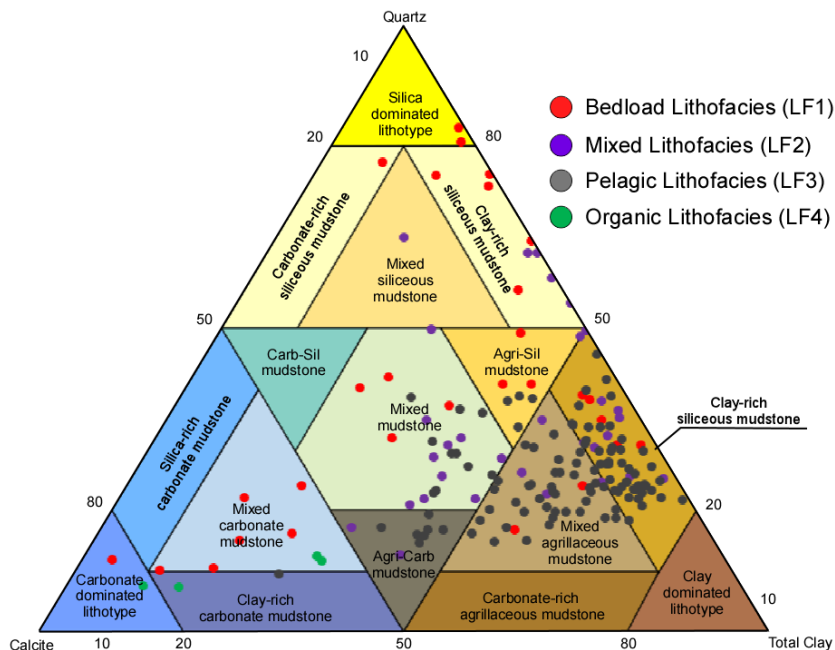 Quartz
10
Silica
dominated
lithotype
20
80
Bedload Lithofacies (LF1)
Mixed Lithofacies (LF2)
Pelagic Lithofacies (LF3)
Organic Lithofacies (LF4)
Carbonate-rich
siliceous mudstone
Clay-rich
siliceous mudstone
Mixed
siliceous
mudstone
50
50
Carb-Sil
mudstone
Agri-Sil
mudstone
Mixed
mudstone
Clay-rich
siliceous mudstone
Silica-rich
carbonate mudstone
80
20
Mixed
carbonate
mudstone
Mixed
agrillaceous
mudstone
Agri-Carb
mudstone
Carbonate
dominated
lithotype
Clay-rich
carbonate mudstone
Carbonate-rich
agrillaceous mudstone
Clay
dominated
lithotype
10
Calcite
10
20
50
80
Total Clay